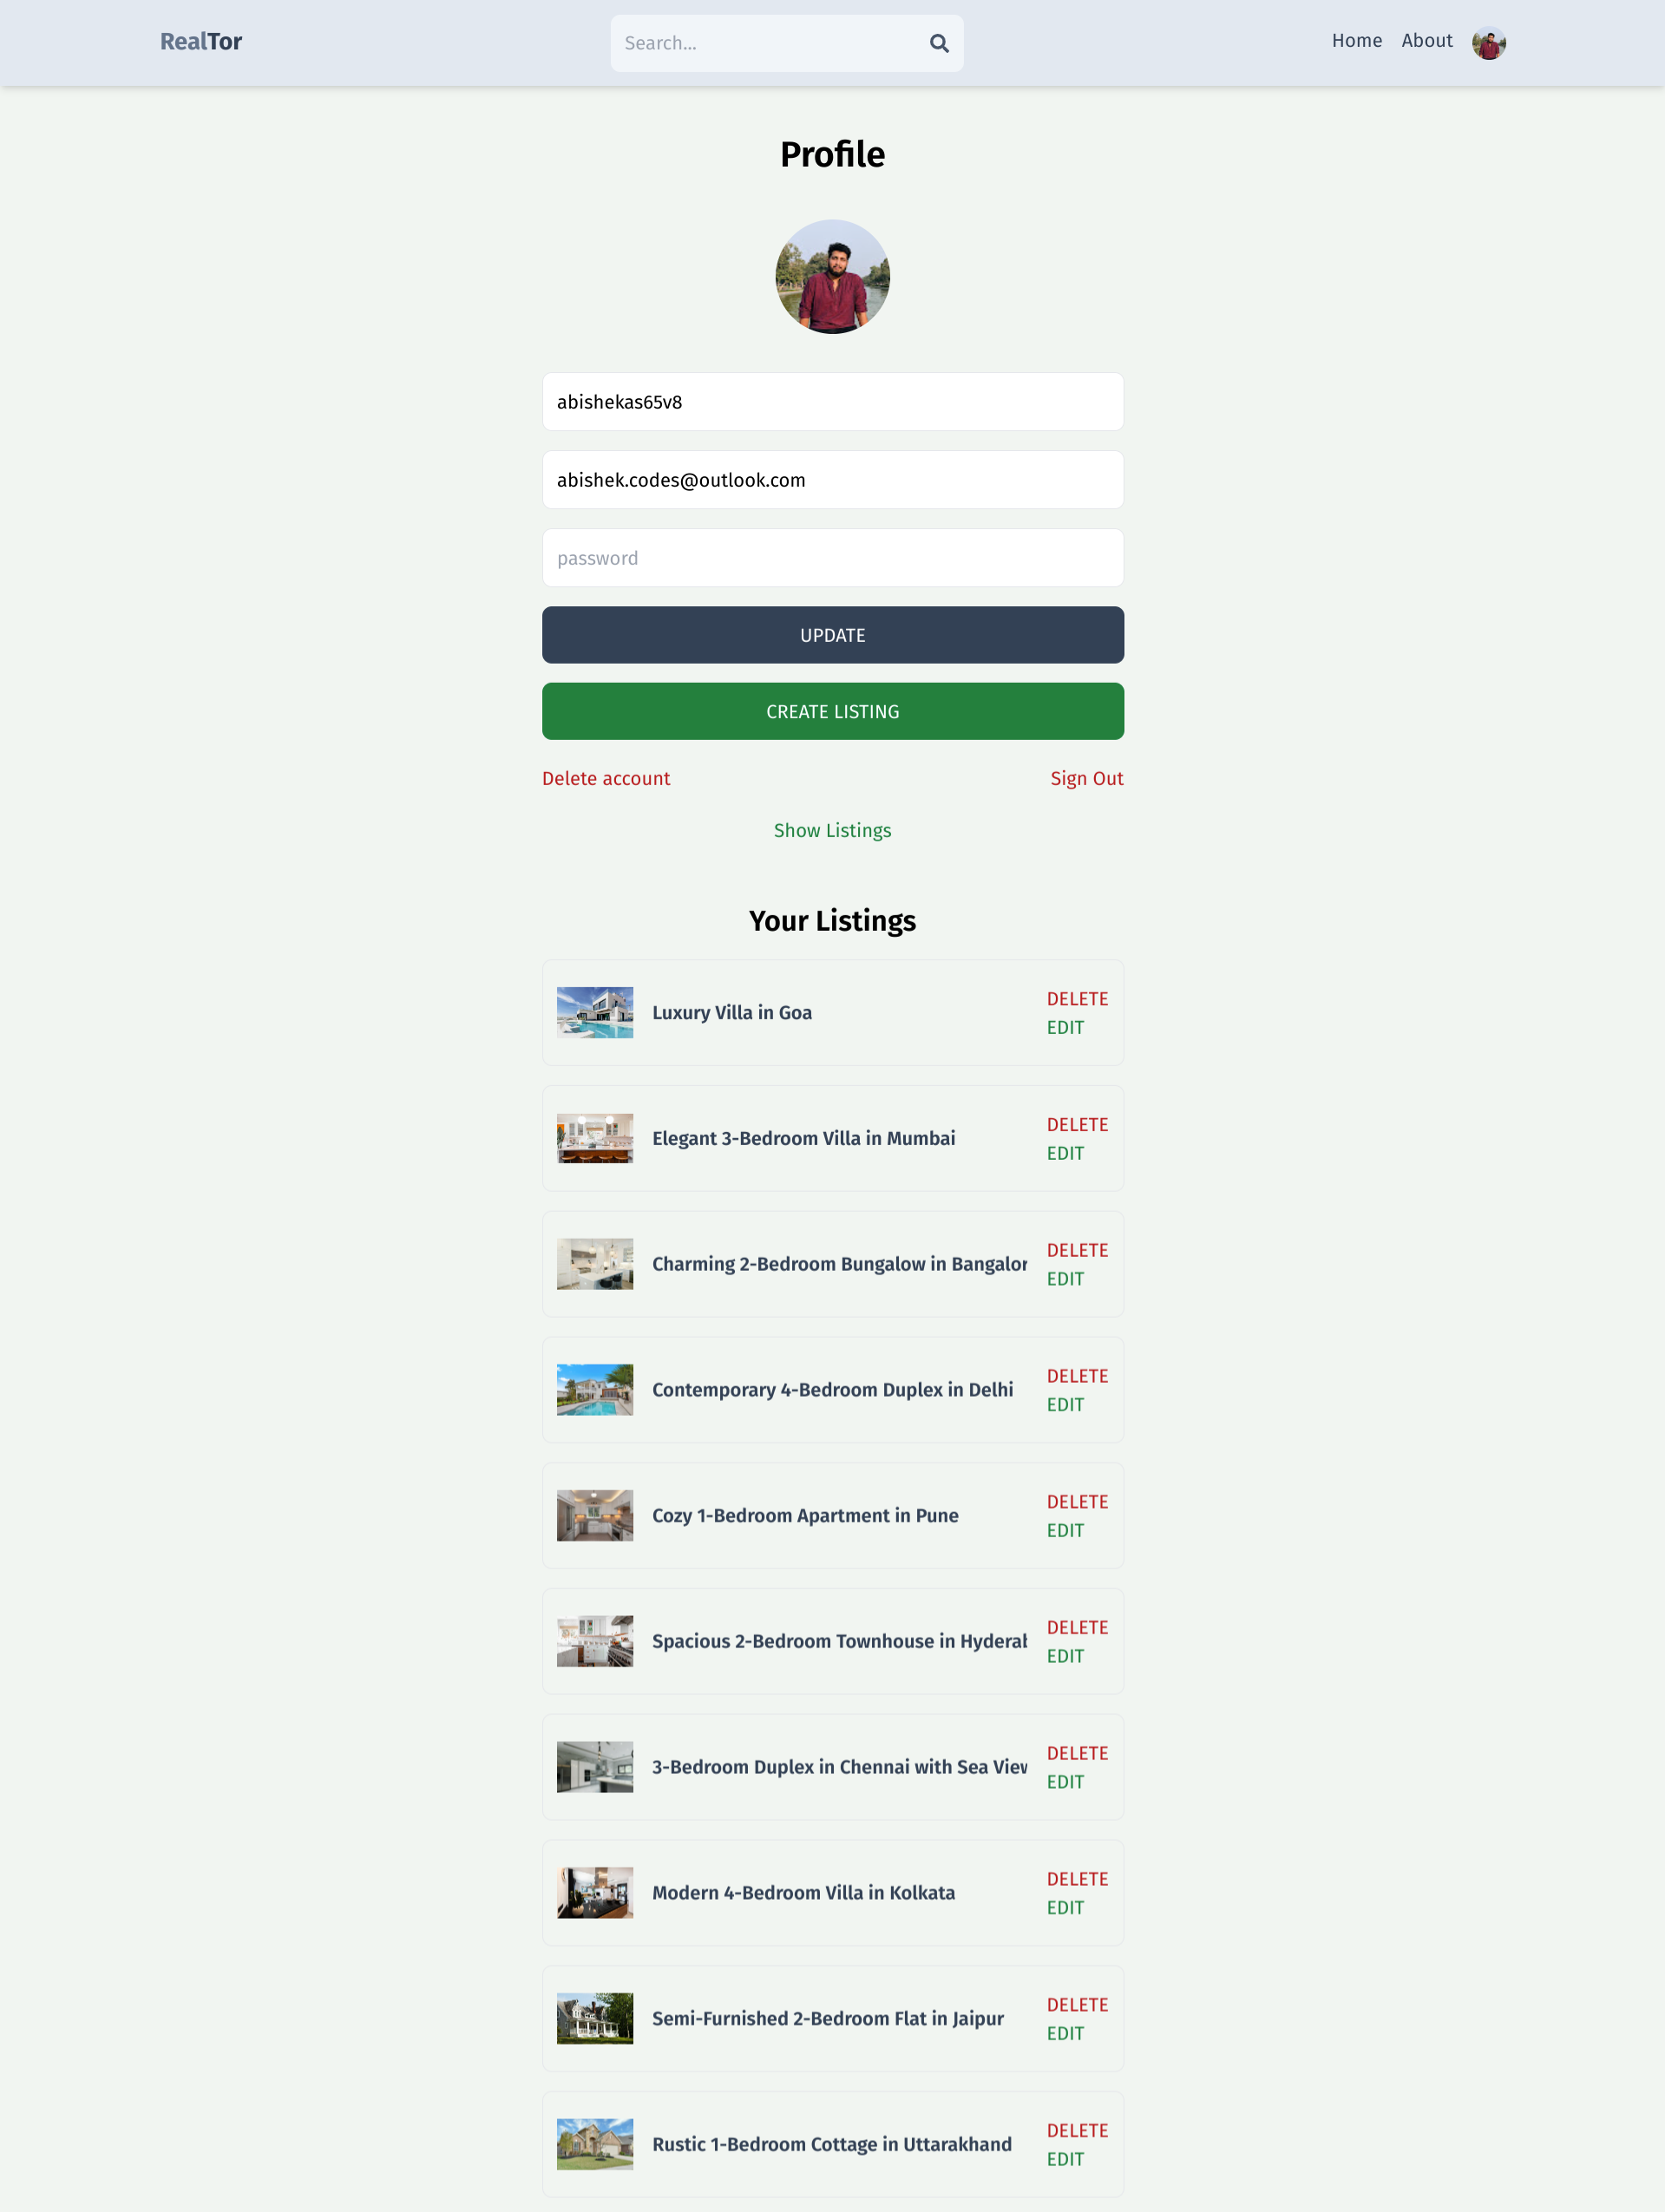 RealTor
Search...
Home About
Profile
abishekas65v8
abishek.codes@outlook.com
password
UPDATE
CREATE LISTING
Delete account Sign Out
Show Listings
Your Listings
Luxury Villa in Goa
DELETE
EDIT
Elegant 3-Bedroom Villa in Mumbai
DELETE
EDIT
Charming 2-Bedroom Bungalow in Bangalor
DELETE
EDIT
Contemporary 4-Bedroom Duplex in Delhi
DELETE
EDIT
Cozy 1-Bedroom Apartment in Pune
DELETE
EDIT
Spacious 2-Bedroom Townhouse in Hyderab
DELETE
EDIT
3-Bedroom Duplex in Chennai with Sea View
DELETE
EDIT
Modern 4-Bedroom Villa in Kolkata
DELETE
EDIT
Semi-Furnished 2-Bedroom Flat in Jaipur
DELETE
EDIT
Rustic 1-Bedroom Cottage in Uttarakhand
DELETE
EDIT